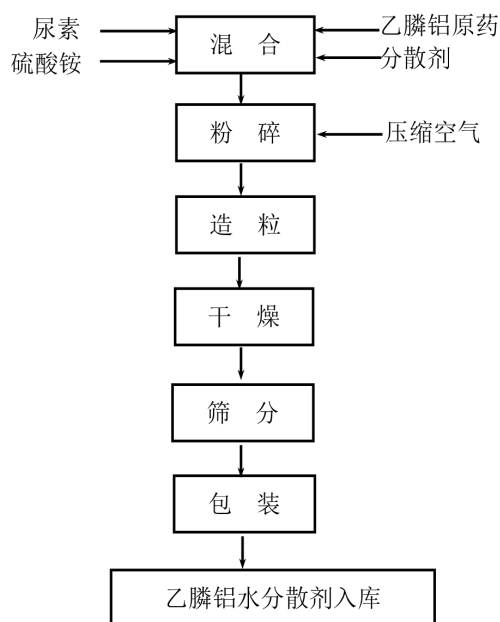 尿素
乙膦铝原药
混 合
硫酸铵
分散剂
粉 碎
压缩空气
造 粒
干 燥
筛 分
包 装
乙膦铝水分散剂入库